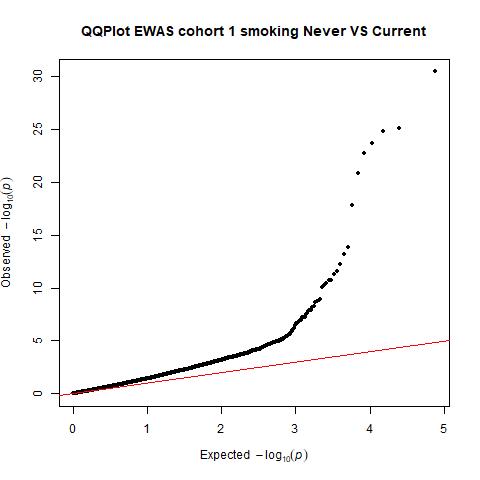 QQPlot EWAS cohort 1 smoking Never VS Current
30
25
20
15
10
5
0
Observed −log₁₀(p)
0 1 2 3 4 5
Expected −log₁₀(p)